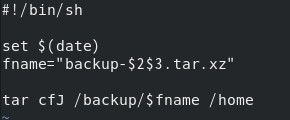 #!/bin/sh
set $(date)
fname="backup-$2$3.tar.xz"
tar cfJ /backup/$fname /home
~